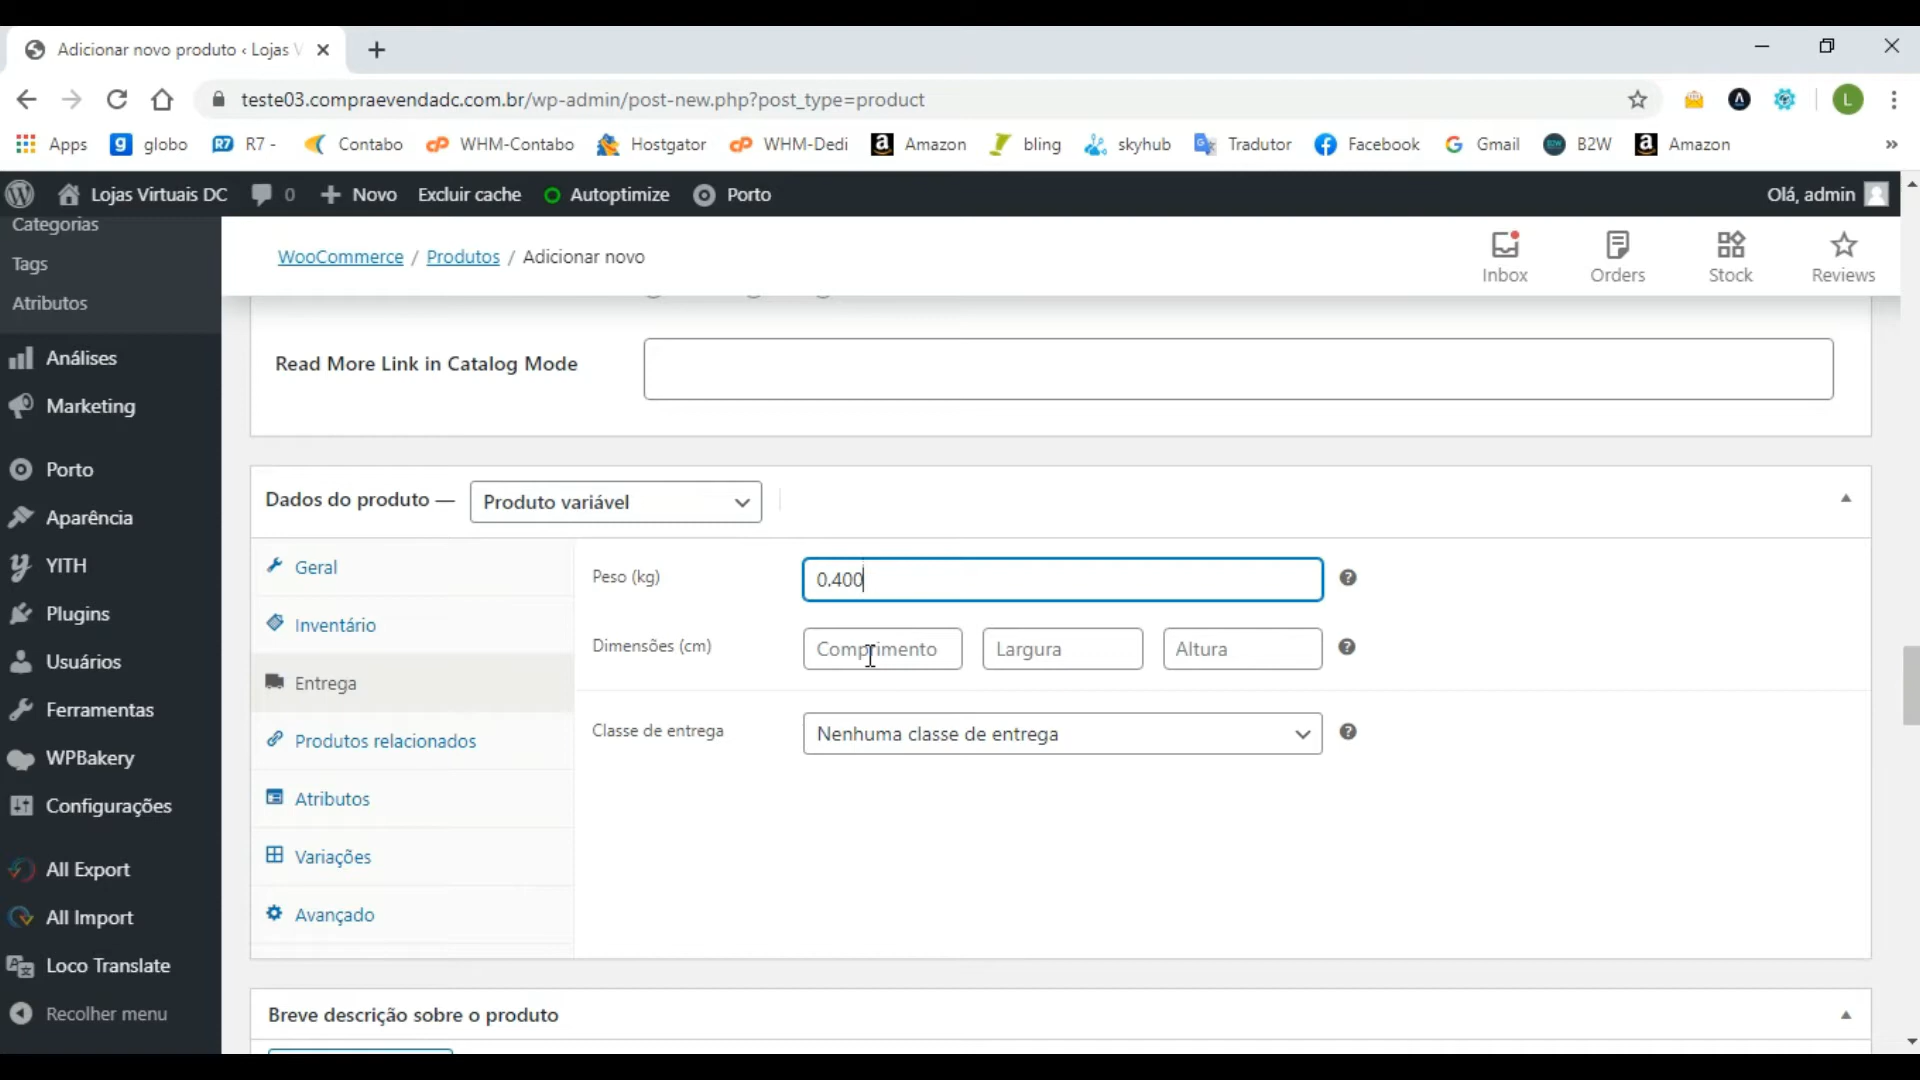 Adicionar novo produto ‹ Lojas V
teste03.compraevendadc.com.br/wp-admin/post-new.php?post_type=product
L
Apps
g globo
R7 R7 -
Contabo
cP WHM-Contabo
Hostgator
cP WHM-Dedi
a Amazon
bling
skyhub
Tradutor
Facebook
G Gmail
B2W
a Amazon
»
Lojas Virtuais DC
0
Novo
Excluir cache
Autoptimize
Porto
Olá, admin
Categorias
Tags
Atributos
Análises
Marketing
Porto
Aparência
YITH
Plugins
Usuários
Ferramentas
WPBakery
Configurações
All Export
All Import
Loco Translate
Recolher menu
WooCommerce / Produtos / Adicionar novo
Inbox
Orders
Stock
Reviews
Read More Link in Catalog Mode
Dados do produto — Produto variável
Geral
Inventário
Entrega
Produtos relacionados
Atributos
Variações
Avançado
Peso (kg) 0.400
Dimensões (cm) Comprimento Largura Altura
Classe de entrega Nenhuma classe de entrega
Breve descrição sobre o produto